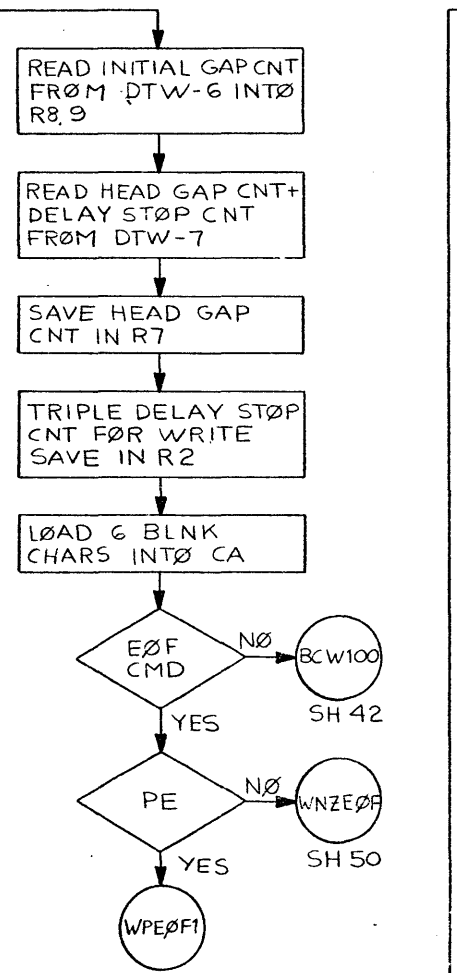 READ INITIAL GAP CNT
FRØM DTW-6 INTØ
R8,9
READ HEAD GAP CNT+
DELAY STØP CNT
FRØM DTW-7
SAVE HEAD GAP
CNT IN R7
TRIPLE DELAY STØP
CNT FØR WRITE
SAVE IN R2
LØAD 6 BLNK
CHARS INTØ CA
EØF
CMD
NØ
BCW100
SH 42
YES
PE
NØ
WNZEØF
SH 50
YES
WPEØF1